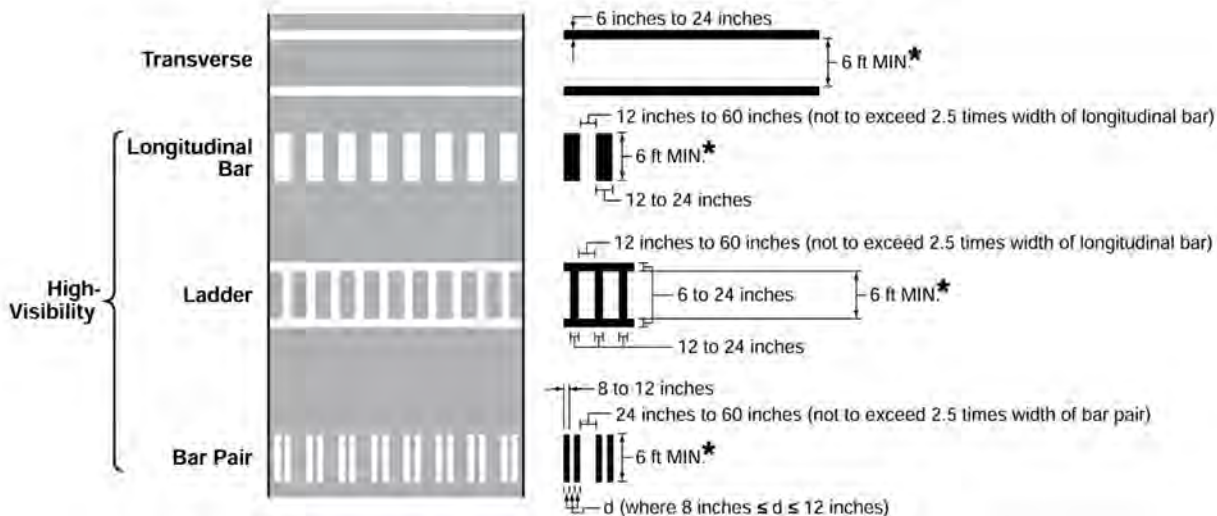 6 inches to 24 inches
Transverse
6 ft MIN.*
12 inches to 60 inches (not to exceed 2.5 times width of longitudinal bar)
Longitudinal
Bar
6 ft MIN.*
12 to 24 inches
12 inches to 60 inches (not to exceed 2.5 times width of longitudinal bar)
High-
Visibility
Ladder
6 to 24 inches
6 ft MIN.*
12 to 24 inches
8 to 12 inches
24 inches to 60 inches (not to exceed 2.5 times width of bar pair)
Bar Pair
6 ft MIN.*
d (where 8 inches ≤ d ≤ 12 inches)